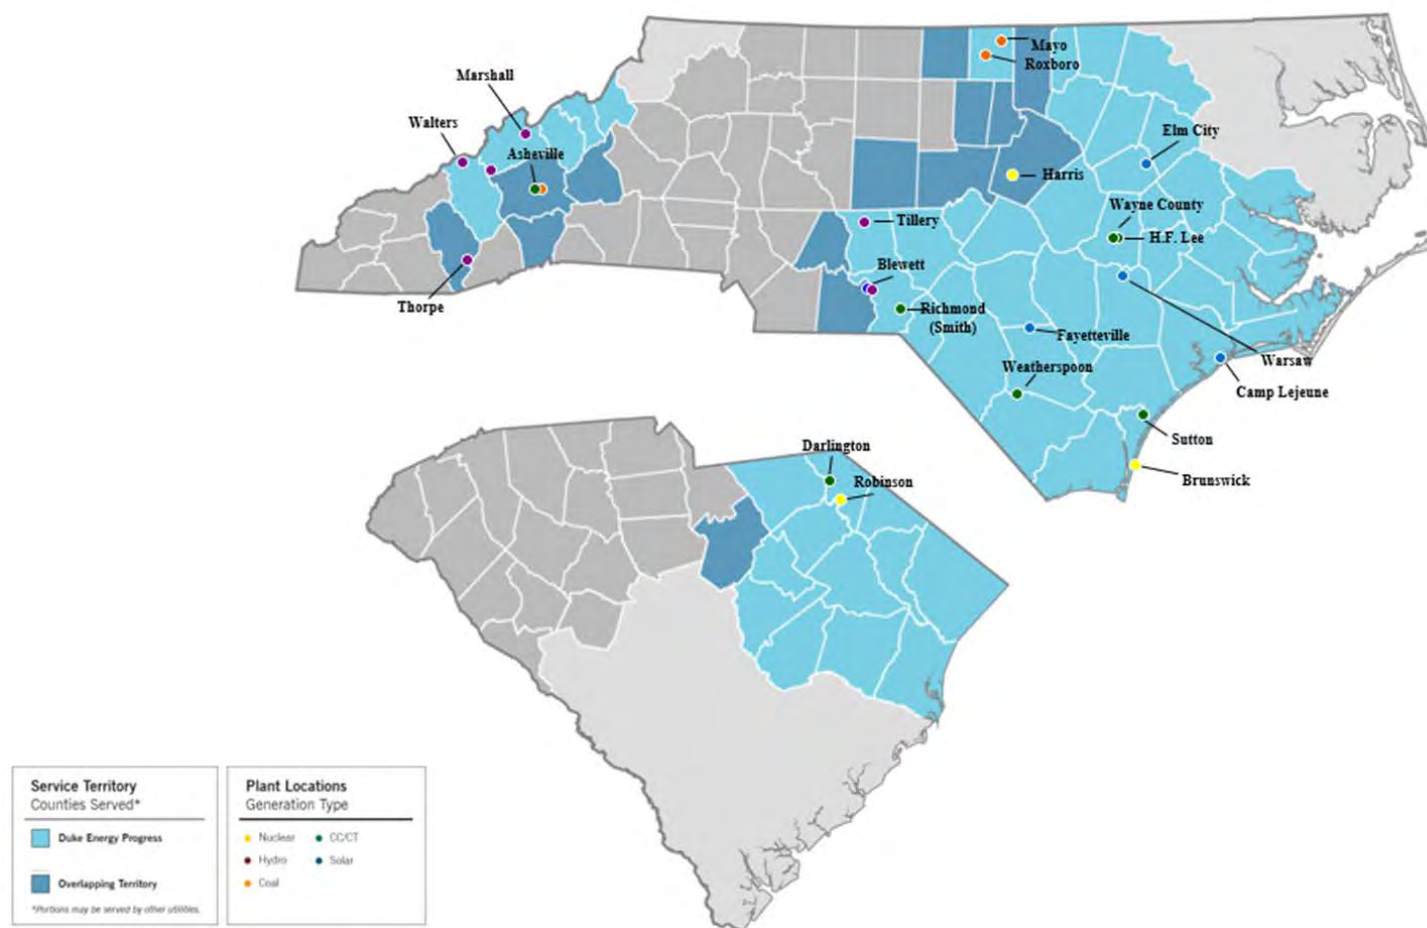 Mayo
Roxboro
Marshall
Walters
Asheville
Elm City
Harris
Wayne County
H.F. Lee
Tillery
Blewett
Thorpe
Richmond
(Smith)
Fayetteville
Warsaw
Weatherspoon
Camp Lejeune
Sutton
Brunswick
Darlington
Robinson
Service Territory
Counties Served*
Duke Energy Progress
Overlapping Territory
*Portions may be served by other utilities.
Plant Locations
Generation Type
Nuclear
CC/CT
Hydro
Solar
Coal